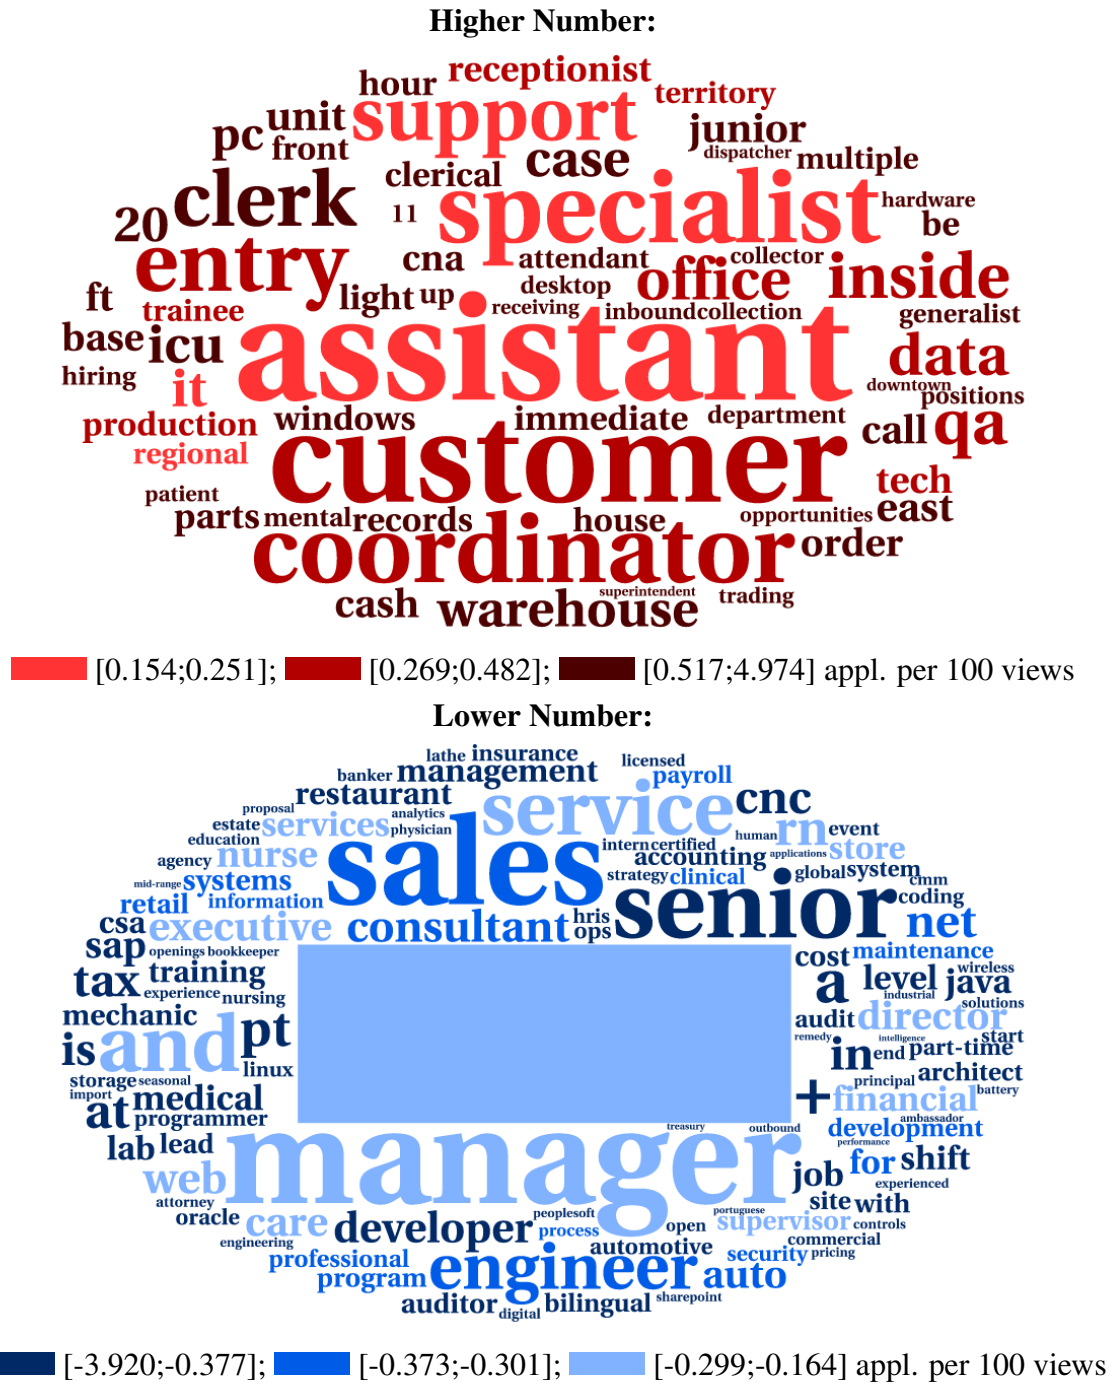 Higher Number:
receptionist
hour
territory
support
unit
pc
junior
front
dispatcher
multiple
case
clerical
clerk
specialist
hardware
20
11
be
entry
cna
attendant
collector
office
inside
ft
light
up
desktop
trainee
receiving
inbound
collection
generalist
base
icu
assistant
data
hiring
it
downtown
positions
production
windows
immediate
department
call
qa
regional
customer
tech
patient
parts
mental
records
house
opportunities
east
coordinator
order
cash
warehouse
superintendent
trading
[0.154;0.251]; [0.269;0.482]; [0.517;4.974] appl. per 100 views
Lower Number:
lathe
insurance
licensed
banker
management
payroll
restaurant
service
cnc
proposal
analytics
estate
services
physician
sales
human
rn
event
education
intern
certified
store
agency
nurse
accounting
applications
mid-range
systems
strategy
clinical
global
system
cmm
retail
information
senior
coding
csa
executive
consultant
hris
ops
net
sap
openings
bookkeeper
cost
maintenance
tax
training
a
level
java
wireless
experience
nursing
industrial
solutions
mechanic
and
pt
audit
director
is
remedy
intelligence
start
in
end
part-time
linux
storage
seasonal
principal
architect
import
at
medical
+
financial
battery
programmer
ambassador
treasury
outbound
development
lab
lead
manager
performance
for
shift
web
job
experienced
attorney
site
with
oracle
care
developer
peoplesoft
portuguese
supervisor
controls
process
open
engineering
automotive
commercial
professional
security
pricing
program
engineer
auto
auditor
digital
bilingual
sharepoint
[-3.920;-0.377]; [-0.373;-0.301]; [-0.299;-0.164] appl. per 100 views